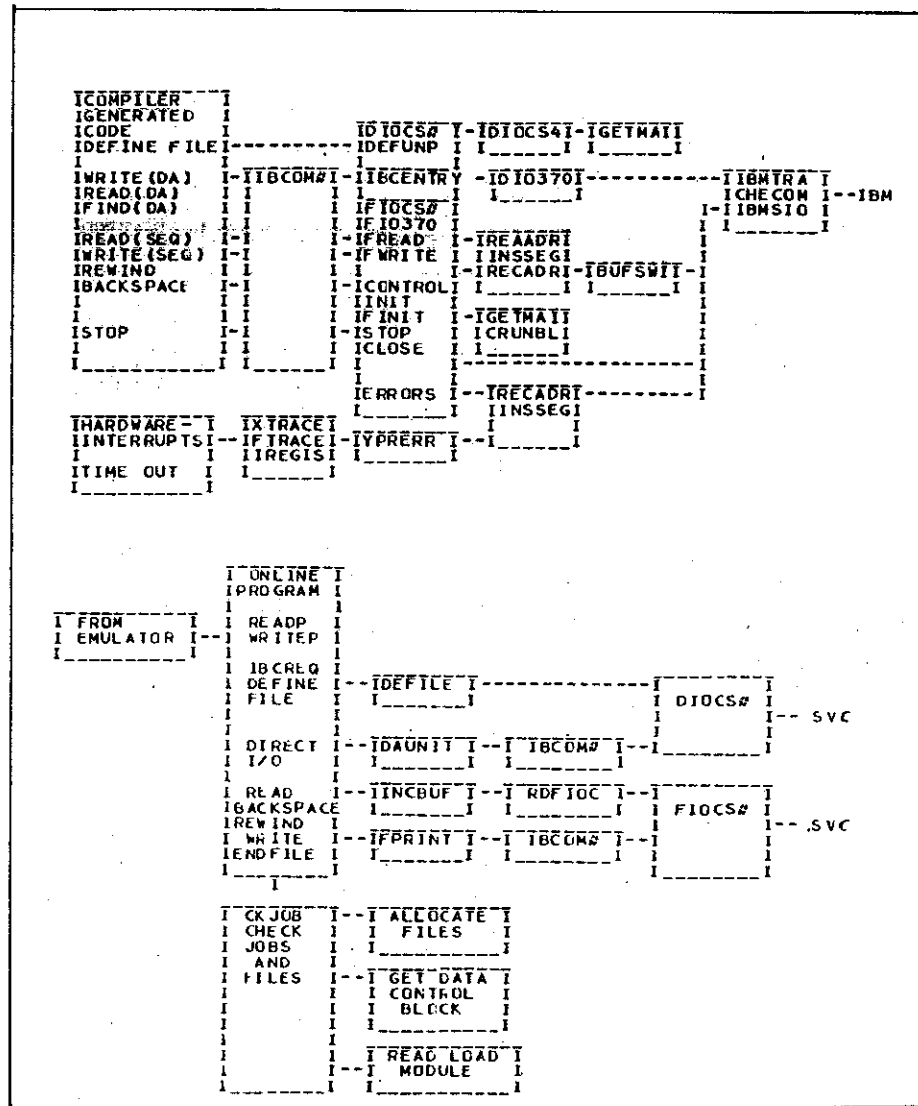 COMPILER
GENERATED
CODE DIOCS# DIOCS4 GETMAI
DEFINE FILE DEFUNP
WRITE(DA) IBCOM# IBCENTRY DIO370 IBMTRA
READ(DA) CHECOM IBM
FIND(DA) FIOCS# IBMSIO
FIO370
READ(SEQ) FREAD REAADR
WRITE(SEQ) FWRITE INSSEG
REWIND RECADR BUFSWI
BACKSPACE CONTROL
INIT
FINIT GETMAI
STOP STOP CRUNBL
CLOSE
ERRORS RECADR
HARDWARE- XTRACE INSSEG
INTERRUPTS FTRACE YPRERR
IREGIS
TIME OUT
ONLINE
PROGRAM
FROM READP
EMULATOR WRITEP
IBCREQ
DEFINE DEFILE
FILE DIOCS#
SVC
DIRECT DAUNIT IBCOM#
I/O
READ INCBUF RDFIOC FIOCS#
BACKSPACE
REWIND SVC
WRITE FPRINT IBCOM#
ENDFILE
CKJOB ALLOCATE
CHECK FILES
JOBS
AND
FILES GET DATA
CONTROL
BLOCK
READ LOAD
MODULE